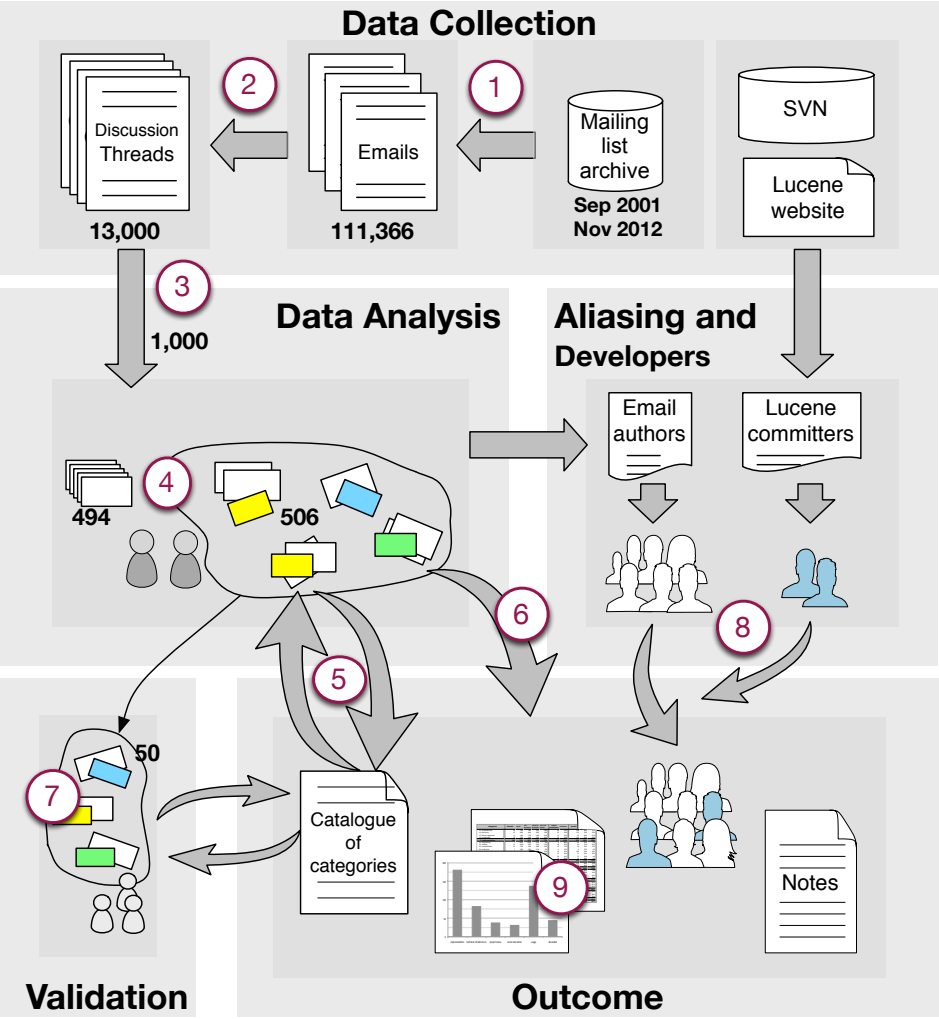 Data Collection
2
1
Discussion
Threads
Emails
Mailing
list
archive
SVN
Lucene
website
13,000
111,366
Sep 2001
Nov 2012
3
1,000
Data Analysis
Aliasing and
Developers
Email
authors
Lucene
committers
4
494
506
6
8
5
50
7
Catalogue
of
categories
9
Notes
Validation
Outcome